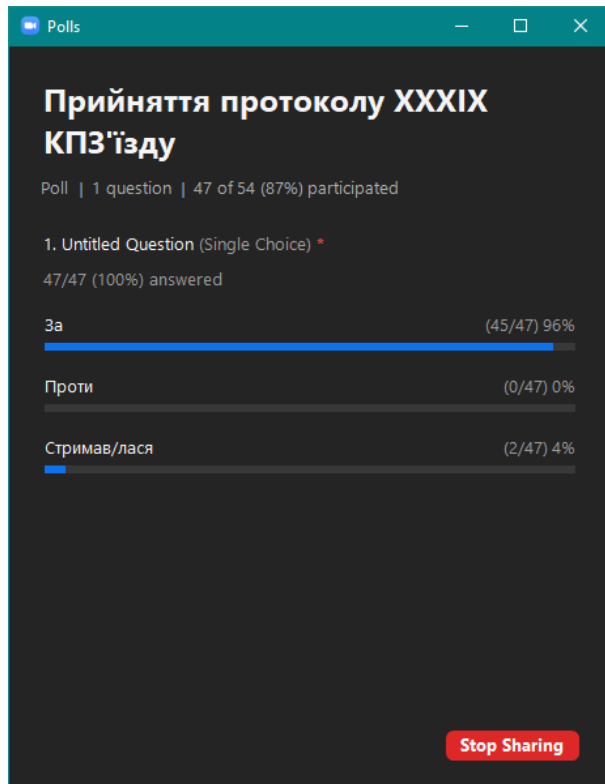 Polls
Прийняття протоколу XXXIX
КПЗ'їзду
Poll | 1 question | 47 of 54 (87%) participated
1. Untitled Question (Single Choice) *
47/47 (100%) answered
За (45/47) 96%
Проти (0/47) 0%
Стримав/лася (2/47) 4%
Stop Sharing